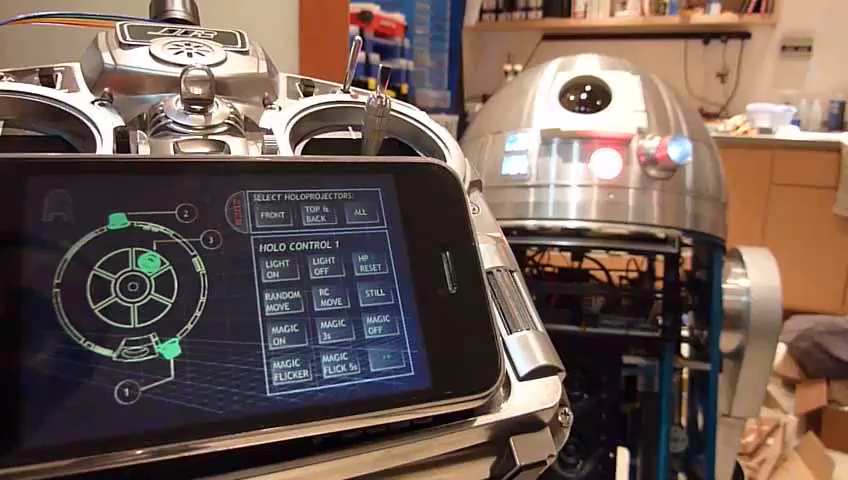 JR
2
3
1
SELECT HOLOPROJECTORS:
FRONT
TOP &
BACK
ALL
HOLO CONTROL 1
LIGHT
ON
LIGHT
OFF
HP
RESET
RANDOM
MOVE
RC
MOVE
STILL
MAGIC
ON
MAGIC
3s
MAGIC
OFF
MAGIC
FLICKER
MAGIC
FLICK 5s
>>